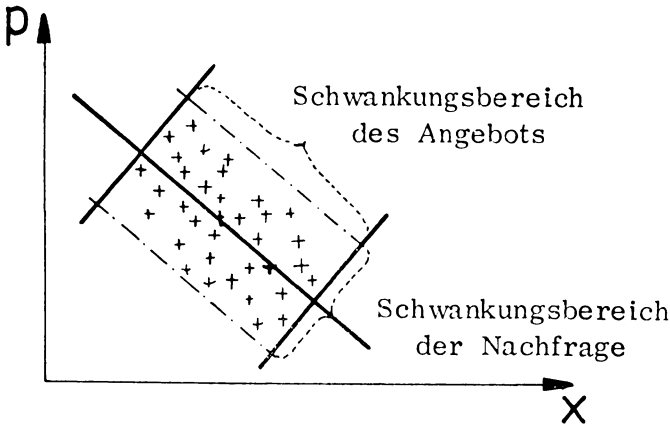 p
Schwankungsbereich
des Angebots
Schwankungsbereich
der Nachfrage
x